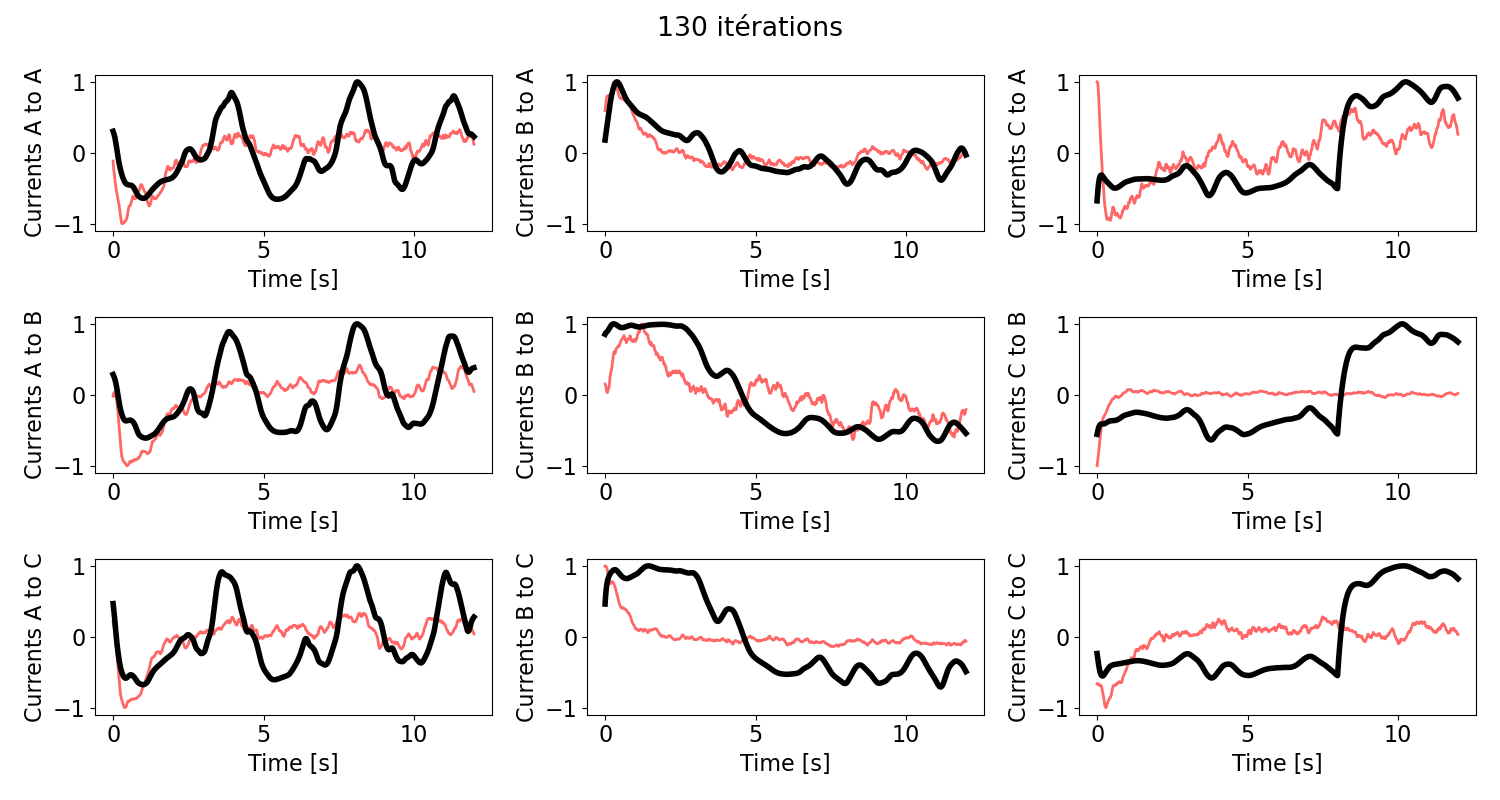 130 itérations
Currents A to A
1
0
−1
0
5
10
Time [s]
Currents B to A
1
0
−1
0
5
10
Time [s]
Currents C to A
1
0
−1
0
5
10
Time [s]
Currents A to B
1
0
−1
0
5
10
Time [s]
Currents B to B
1
0
−1
0
5
10
Time [s]
Currents C to B
1
0
−1
0
5
10
Time [s]
Currents A to C
1
0
−1
0
5
10
Time [s]
Currents B to C
1
0
−1
0
5
10
Time [s]
Currents C to C
1
0
−1
0
5
10
Time [s]